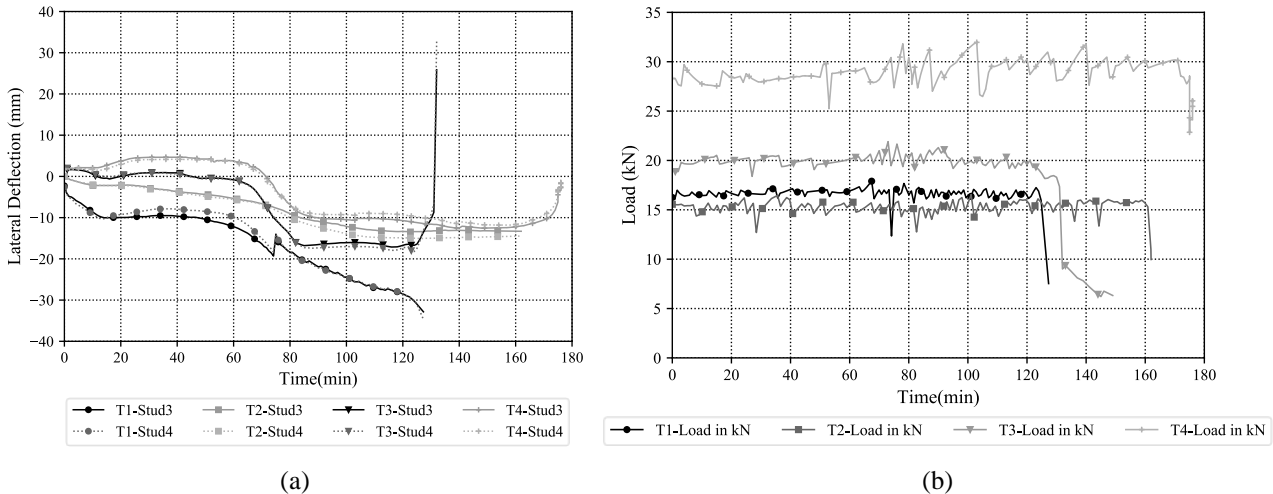 40
30
20
10
0
−10
−20
−30
−40
Lateral Deflection (mm)
0 20 40 60 80 100 120 140 160 180
Time(min)
T1-Stud3 T2-Stud3 T3-Stud3 T4-Stud3
T1-Stud4 T2-Stud4 T3-Stud4 T4-Stud4
(a)
35
30
25
20
15
10
5
0
Load (kN)
0 20 40 60 80 100 120 140 160 180
Time(min)
T1-Load in kN T2-Load in kN T3-Load in kN T4-Load in kN
(b)